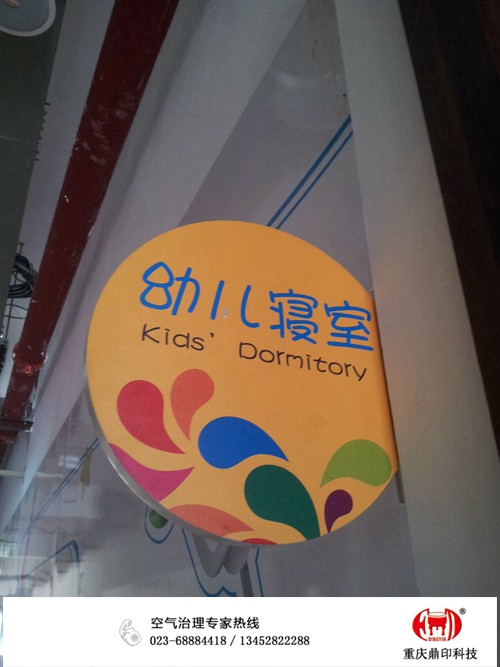 幼儿寝室
Kids' Dormitory
空气治理专家热线
023-68884418 / 13452822288
DINGYIN
重庆鼎印科技